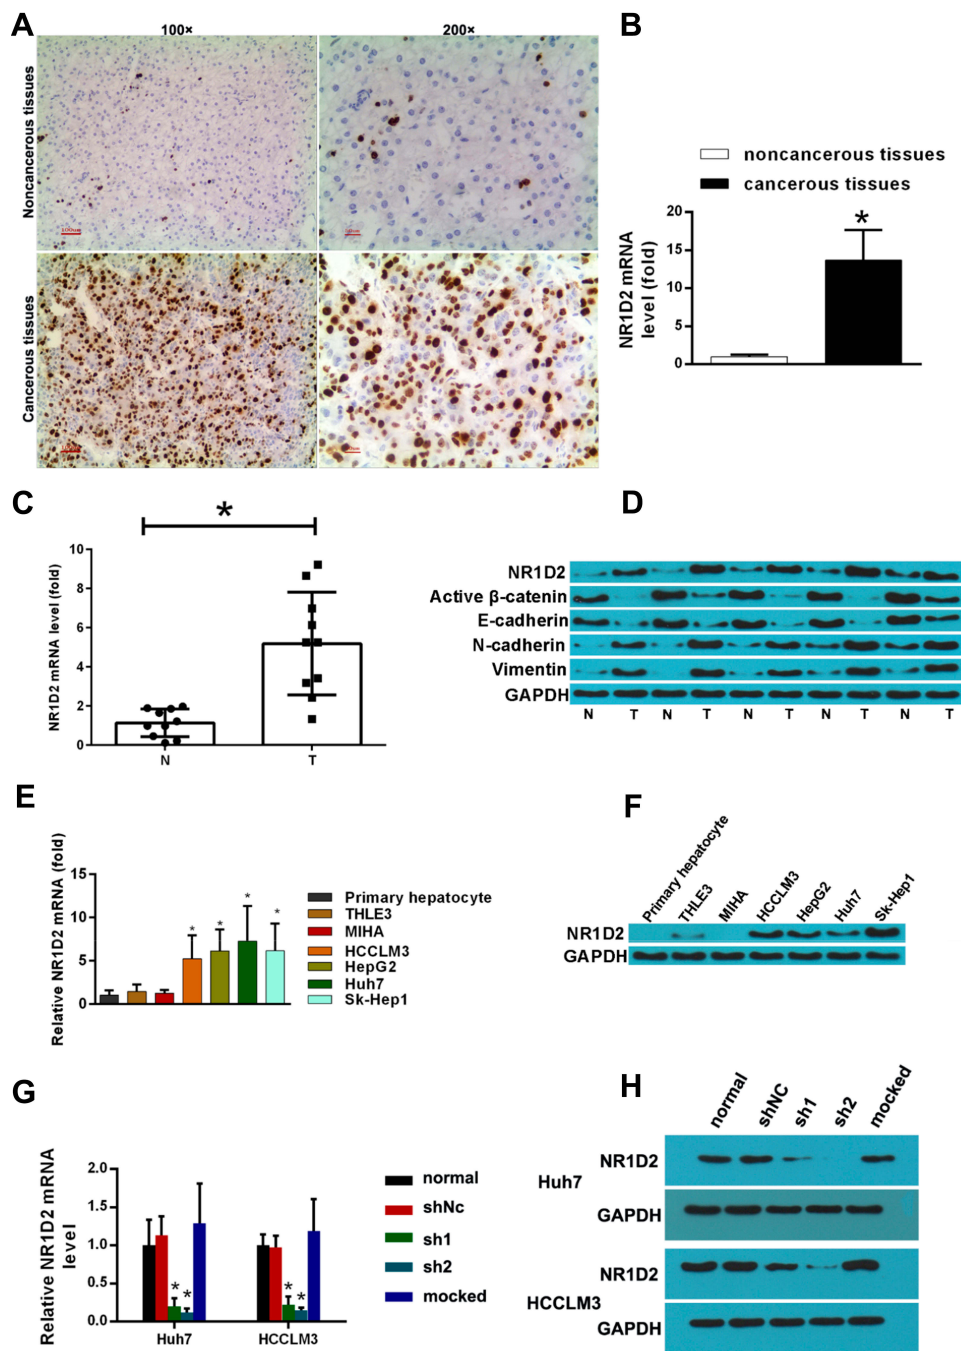 A
100×
200×
Noncancerous tissues
Cancerous tissues
100um
B
noncancerous tissues
cancerous tissues
*
NR1D2 mRNA
level (fold)
20
15
10
5
0
C
*
NR1D2 mRNA level (fold)
10
8
6
4
2
0
N
T
D
NR1D2
Active β-catenin
E-cadherin
N-cadherin
Vimentin
GAPDH
N T N T N T N T N T
E
Relative NR1D2 mRNA (fold)
15
10
5
0
* * * *
Primary hepatocyte
THLE3
MIHA
HCCLM3
HepG2
Huh7
Sk-Hep1
F
Primary hepatocyte
THLE3
MIHA
HCCLM3
HepG2
Huh7
Sk-Hep1
NR1D2
GAPDH
G
Relative NR1D2 mRNA
level
2.0
1.5
1.0
0.5
0.0
* * * *
Huh7
HCCLM3
normal
shNc
sh1
sh2
mocked
H
normal
shNC
sh1
sh2
mocked
NR1D2
Huh7
GAPDH
NR1D2
HCCLM3
GAPDH